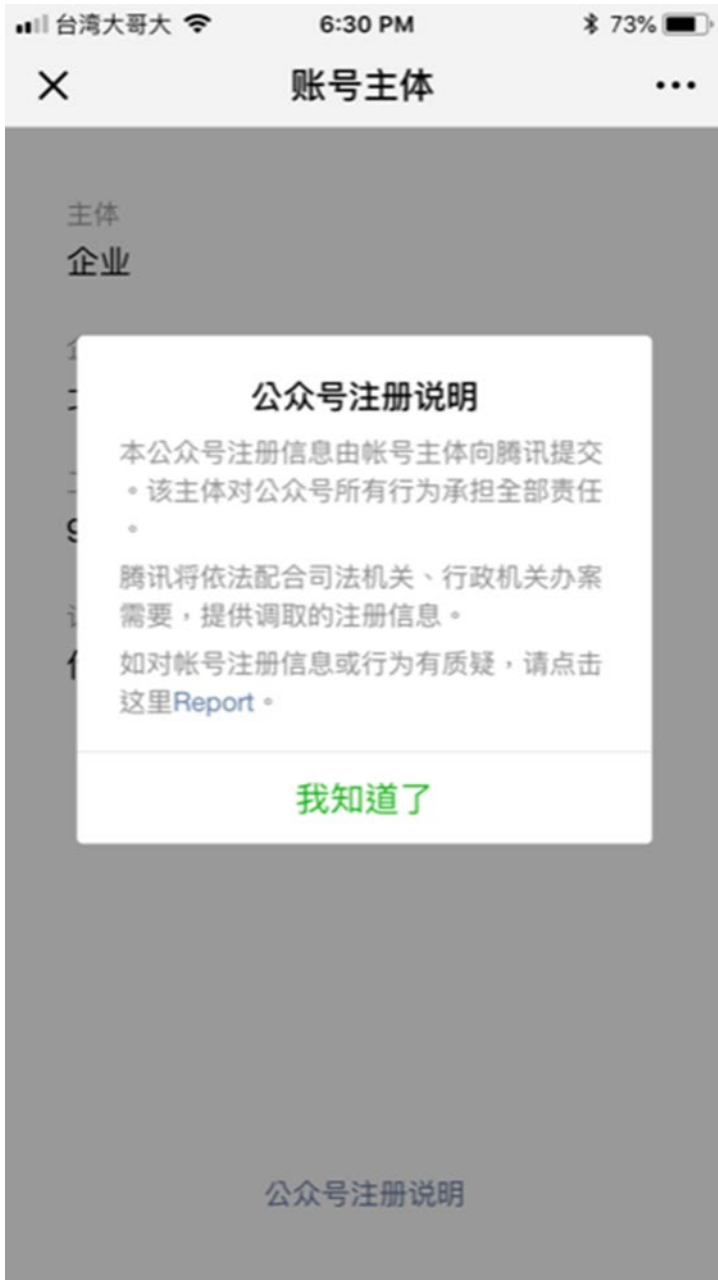 台湾大哥大
6:30 PM
73%
账号主体
主体
企业
公众号注册说明
本公众号注册信息由帐号主体向腾讯提交
。该主体对公众号所有行为承担全部责任
。
腾讯将依法配合司法机关、行政机关办案
需要，提供调取的注册信息。
如对帐号注册信息或行为有质疑，请点击
这里Report。
我知道了
公众号注册说明